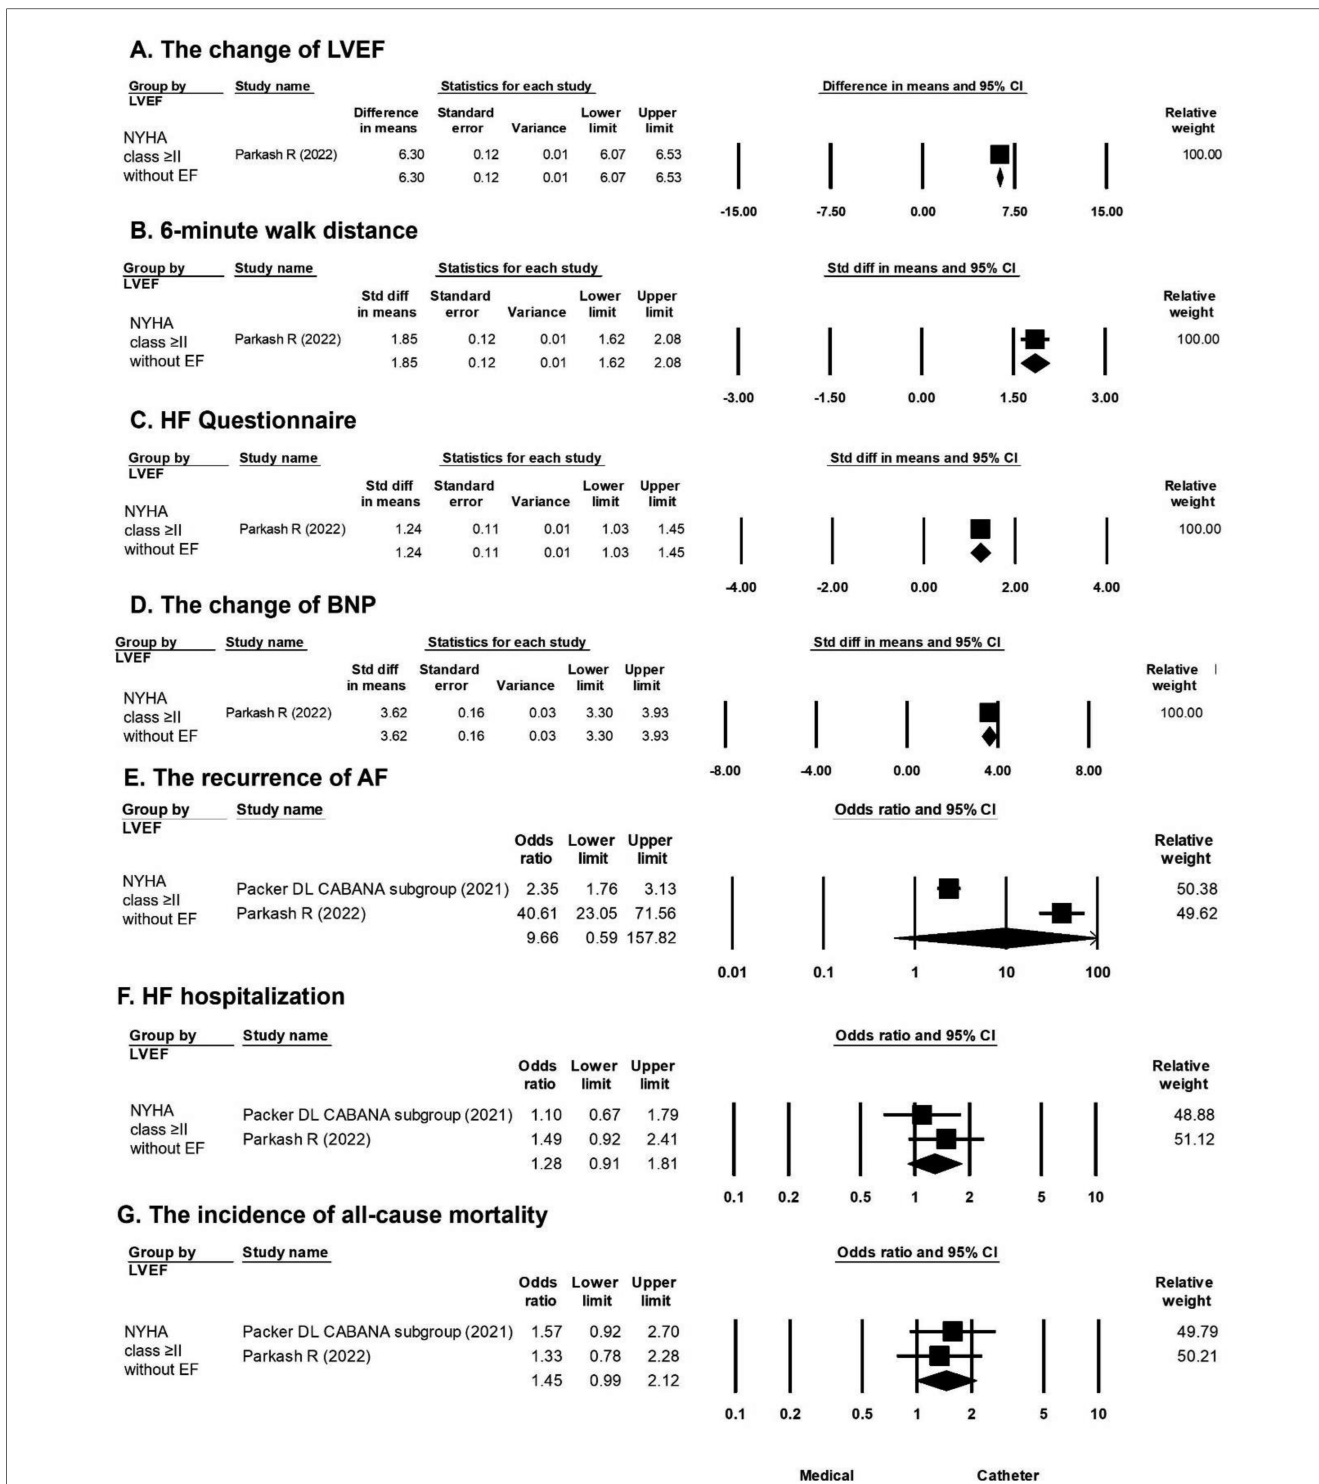 A. The change of LVEF
Group by Study name Statistics for each study Difference in means and 95% CI
LVEF
Difference Standard Lower Upper Relative
in means error Variance limit limit weight
NYHA
class ≥II Parkash R (2022) 6.30 0.12 0.01 6.07 6.53 100.00
without EF 6.30 0.12 0.01 6.07 6.53
-15.00 -7.50 0.00 7.50 15.00
B. 6-minute walk distance
Group by Study name Statistics for each study Std diff in means and 95% CI
LVEF
Std diff Standard Lower Upper Relative
in means error Variance limit limit weight
NYHA
class ≥II Parkash R (2022) 1.85 0.12 0.01 1.62 2.08 100.00
without EF 1.85 0.12 0.01 1.62 2.08
-3.00 -1.50 0.00 1.50 3.00
C. HF Questionnaire
Group by Study name Statistics for each study Std diff in means and 95% CI
LVEF
Std diff Standard Lower Upper Relative
in means error Variance limit limit weight
NYHA
class ≥II Parkash R (2022) 1.24 0.11 0.01 1.03 1.45 100.00
without EF 1.24 0.11 0.01 1.03 1.45
-4.00 -2.00 0.00 2.00 4.00
D. The change of BNP
Group by Study name Statistics for each study Std diff in means and 95% CI
LVEF
Std diff Standard Lower Upper Relative
in means error Variance limit limit weight
NYHA
class ≥II Parkash R (2022) 3.62 0.16 0.03 3.30 3.93 100.00
without EF 3.62 0.16 0.03 3.30 3.93
-8.00 -4.00 0.00 4.00 8.00
E. The recurrence of AF
Group by Study name Odds ratio and 95% CI
LVEF
Odds Lower Upper Relative
ratio limit limit weight
NYHA Packer DL CABANA subgroup (2021) 2.35 1.76 3.13 50.38
class ≥II Parkash R (2022) 40.61 23.05 71.56 49.62
without EF 9.66 0.59 157.82
0.01 0.1 1 10 100
F. HF hospitalization
Group by Study name Odds ratio and 95% CI
LVEF
Odds Lower Upper Relative
ratio limit limit weight
NYHA Packer DL CABANA subgroup (2021) 1.10 0.67 1.79 48.88
class ≥II Parkash R (2022) 1.49 0.92 2.41 51.12
without EF 1.28 0.91 1.81
0.1 0.2 0.5 1 2 5 10
G. The incidence of all-cause mortality
Group by Study name Odds ratio and 95% CI
LVEF
Odds Lower Upper Relative
ratio limit limit weight
NYHA Packer DL CABANA subgroup (2021) 1.57 0.92 2.70 49.79
class ≥II Parkash R (2022) 1.33 0.78 2.28 50.21
without EF 1.45 0.99 2.12
0.1 0.2 0.5 1 2 5 10
Medical Catheter